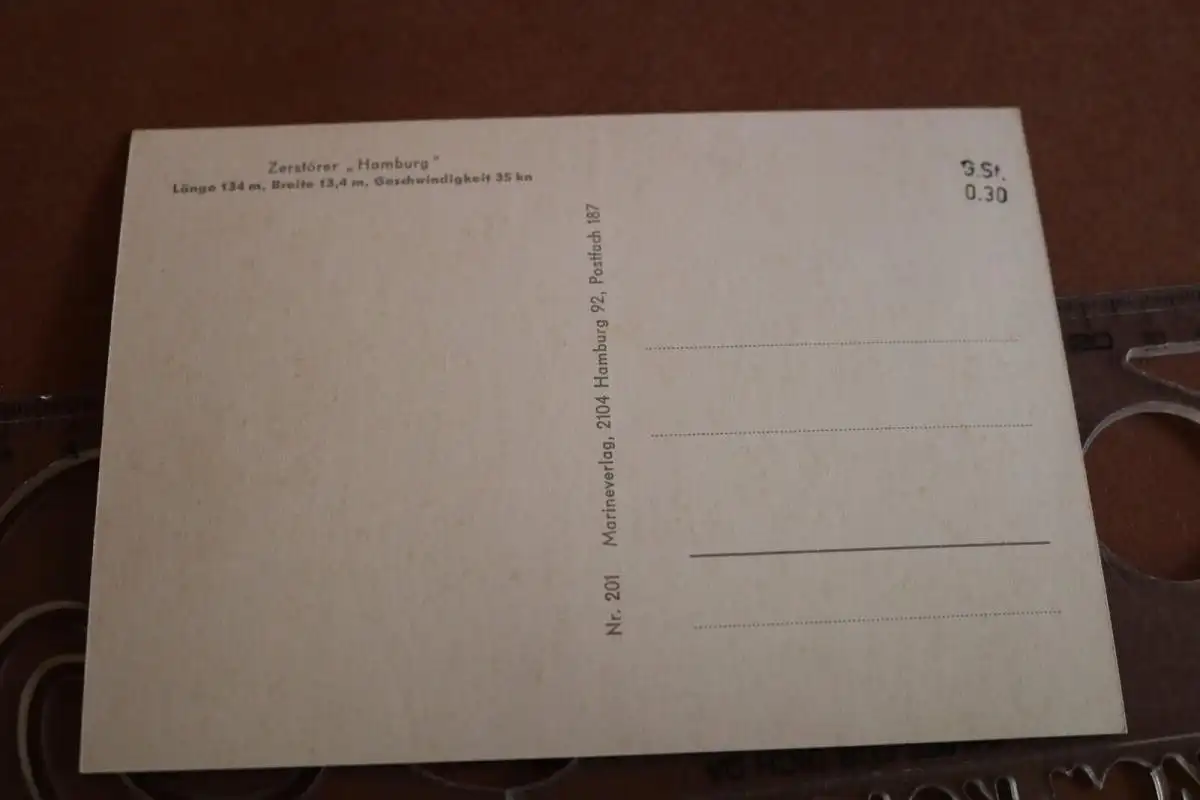 Zerstörer „Hamburg"
Länge 134 m, Breite 13,4 m, Geschwindigkeit 35 kn
S.St.
0.30
Nr. 201 Marineverlag, 2104 Hamburg 92, Postfach 187